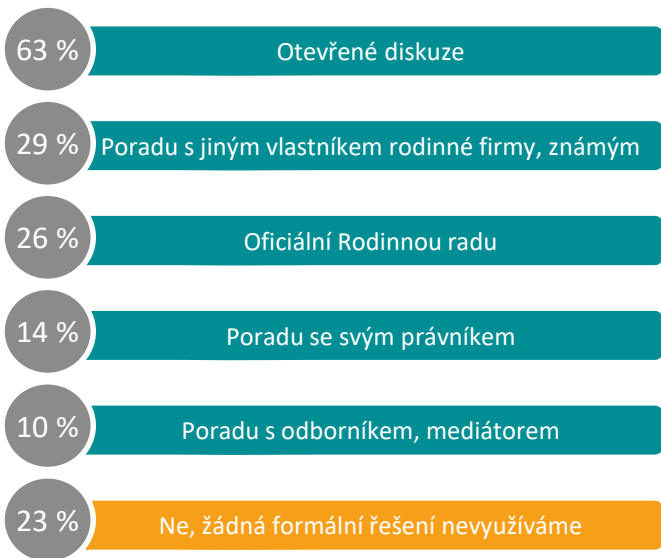 63 % Otevřené diskuze
29 % Poradu s jiným vlastníkem rodinné firmy, známým
26 % Oficiální Rodinnou radu
14 % Poradu se svým právníkem
10 % Poradu s odborníkem, mediátorem
23 % Ne, žádná formální řešení nevyužíváme